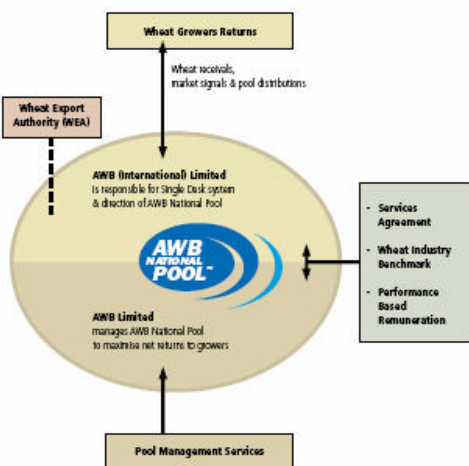 Wheat Growers Returns
Wheat receivals,
market signals & pool distributions
Wheat Export
Authority (WEA)
AWB (International) Limited
is responsible for Single Desk system
& direction of AWB National Pool
- Services
Agreement
- Wheat Industry
Benchmark
- Performance
Based
Remuneration
AWB
NATIONAL
POOL™
AWB Limited
manages AWB National Pool
to maximise net returns to growers
Pool Management Services